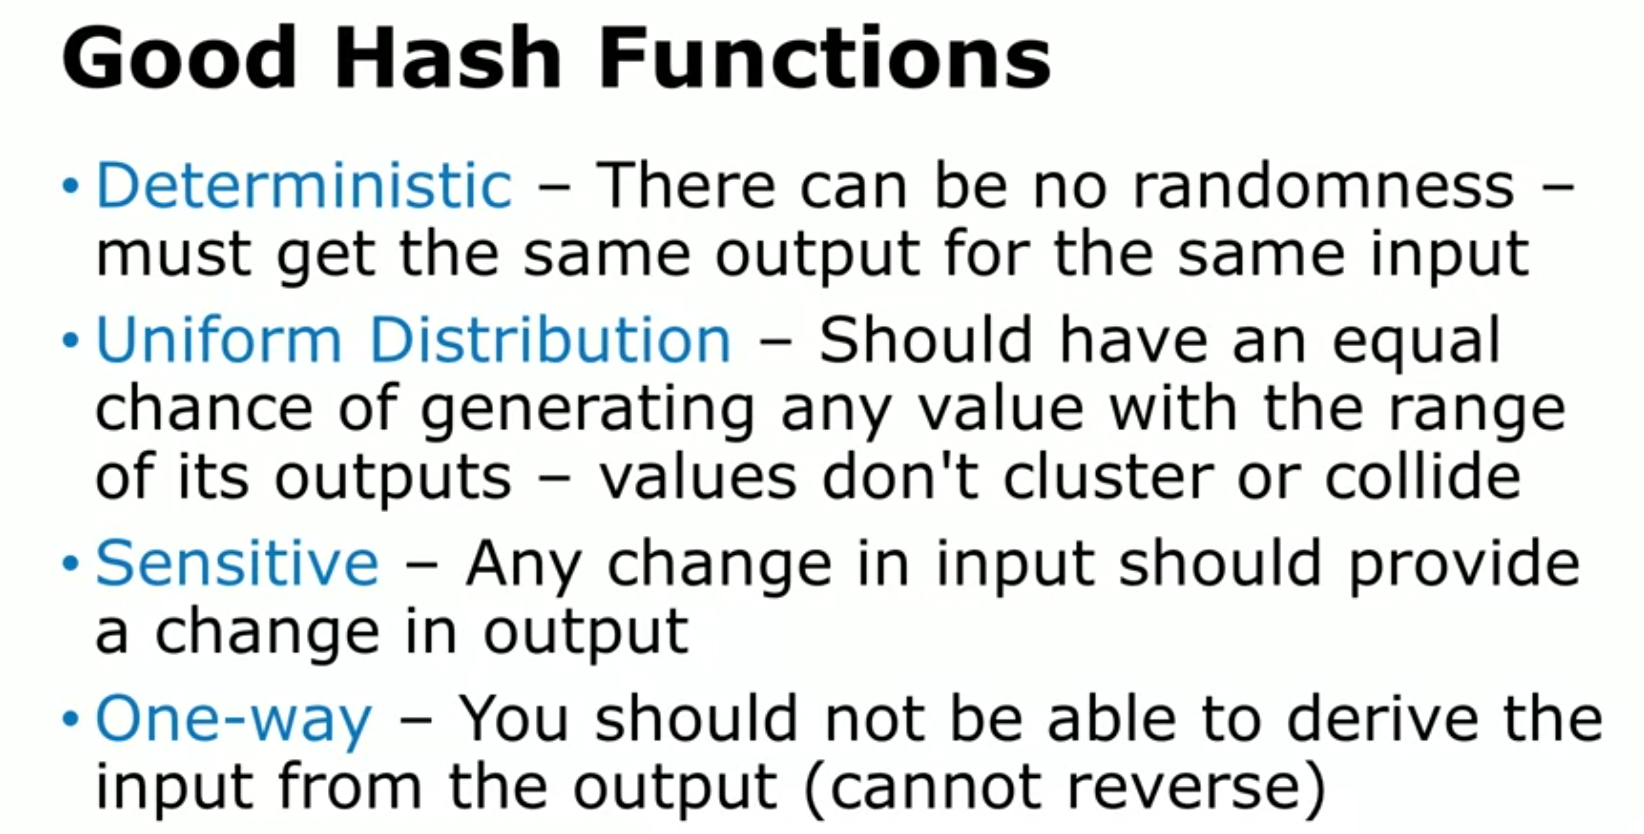 Good Hash Functions
• Deterministic – There can be no randomness –
must get the same output for the same input
• Uniform Distribution – Should have an equal
chance of generating any value with the range
of its outputs – values don't cluster or collide
• Sensitive – Any change in input should provide
a change in output
• One-way – You should not be able to derive the
input from the output (cannot reverse)